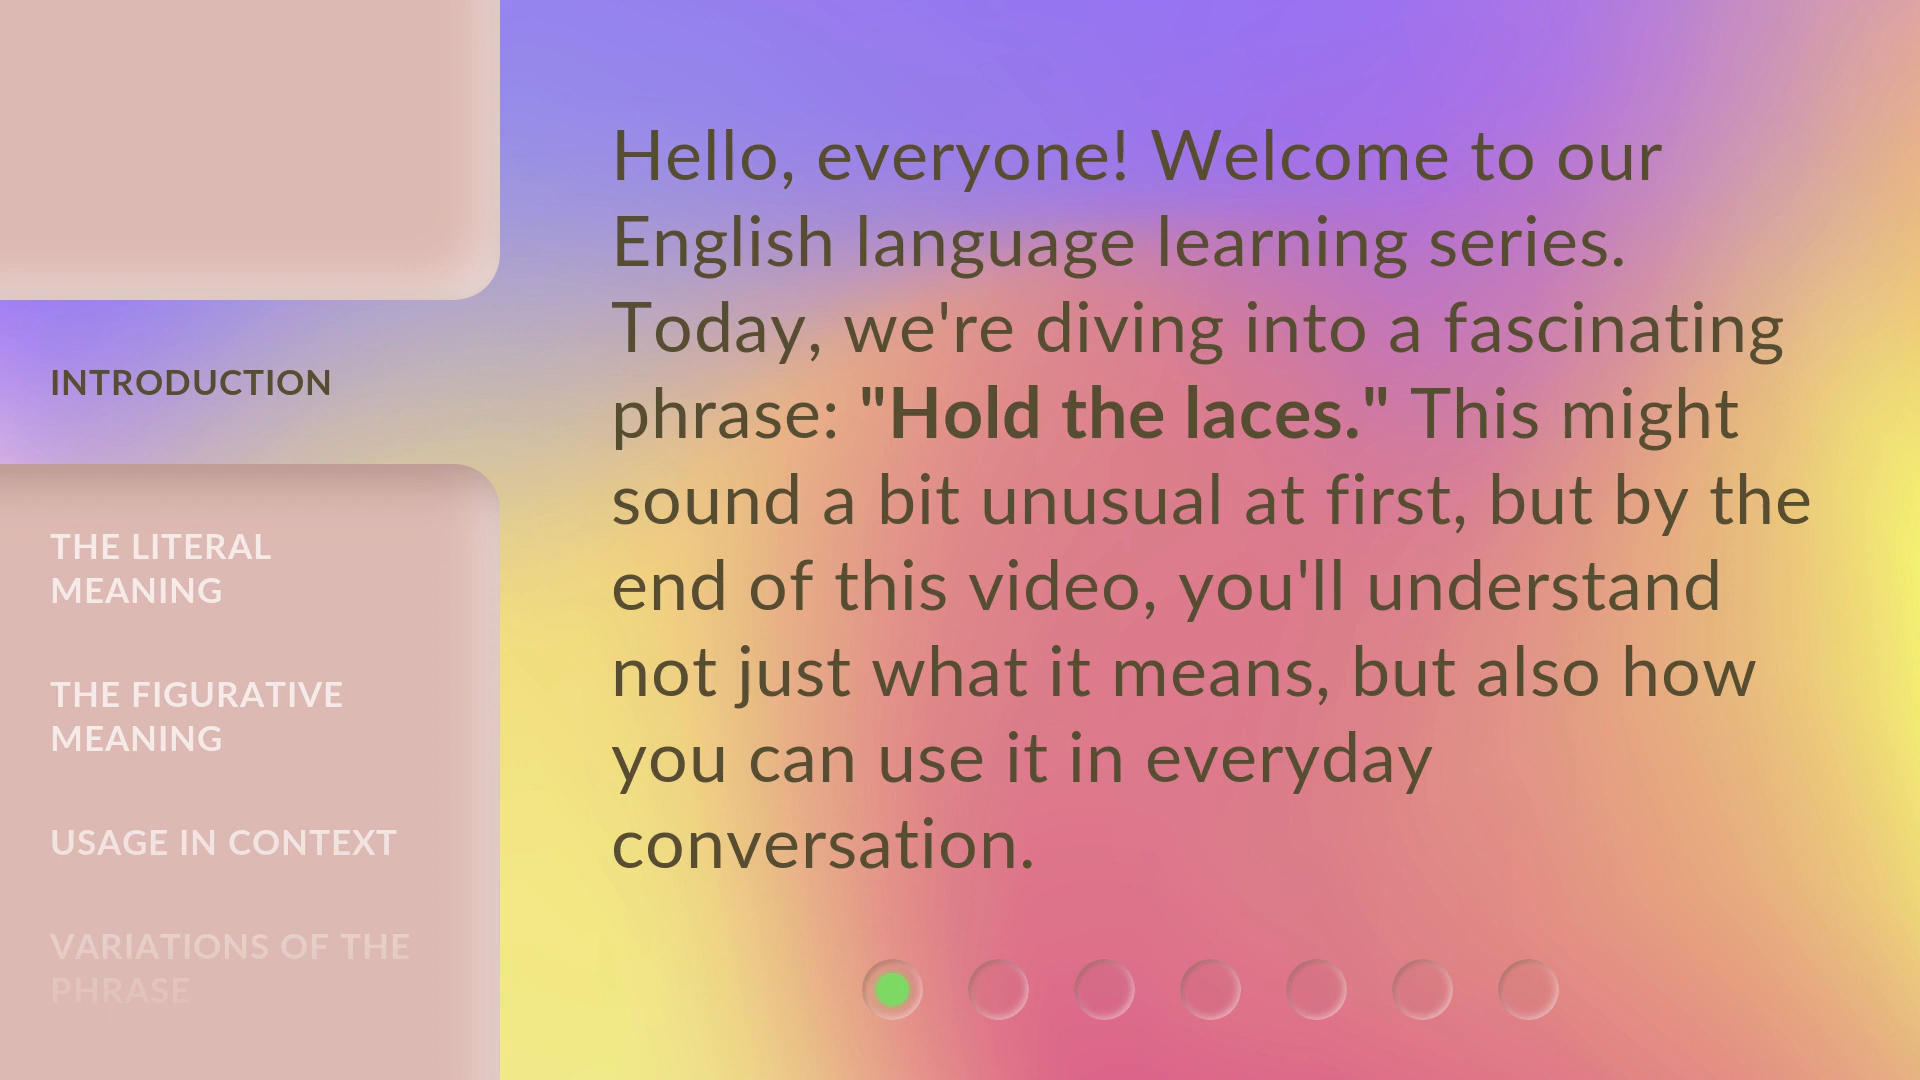 INTRODUCTION
THE LITERAL
MEANING
THE FIGURATIVE
MEANING
USAGE IN CONTEXT
VARIATIONS OF THE
PHRASE
Hello, everyone! Welcome to our
English language learning series.
Today, we're diving into a fascinating
phrase: "Hold the laces." This might
sound a bit unusual at first, but by the
end of this video, you'll understand
not just what it means, but also how
you can use it in everyday
conversation.